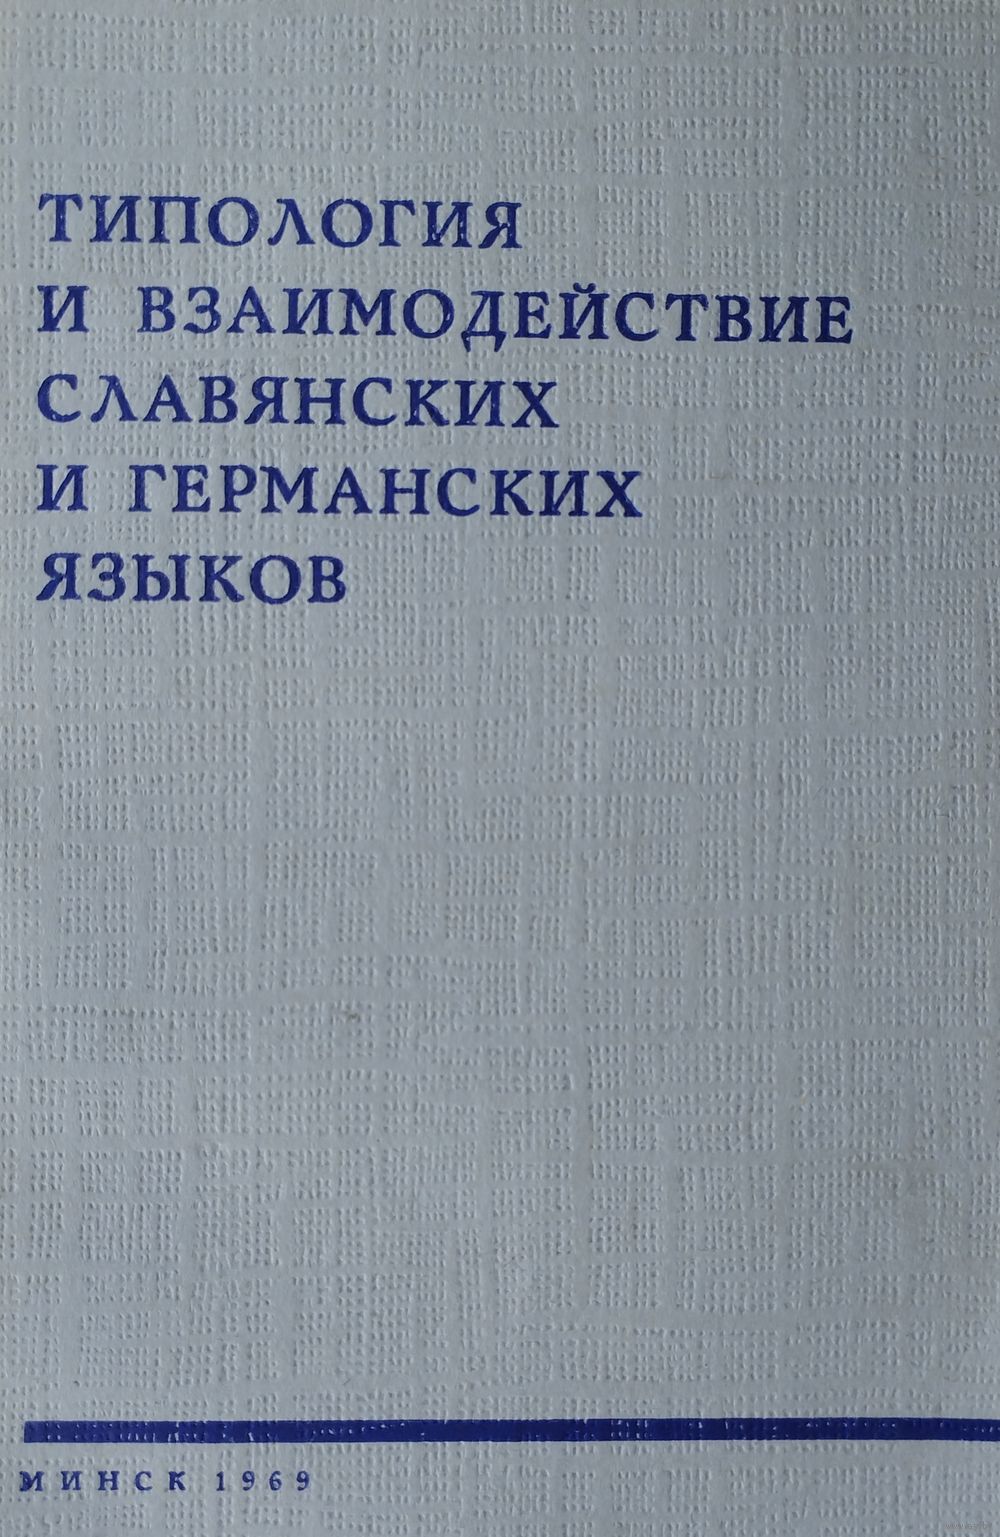 ТИПОЛОГИЯ
И ВЗАИМОДЕЙСТВИЕ
СЛАВЯНСКИХ
И ГЕРМАНСКИХ
ЯЗЫКОВ
МИНСК 1969